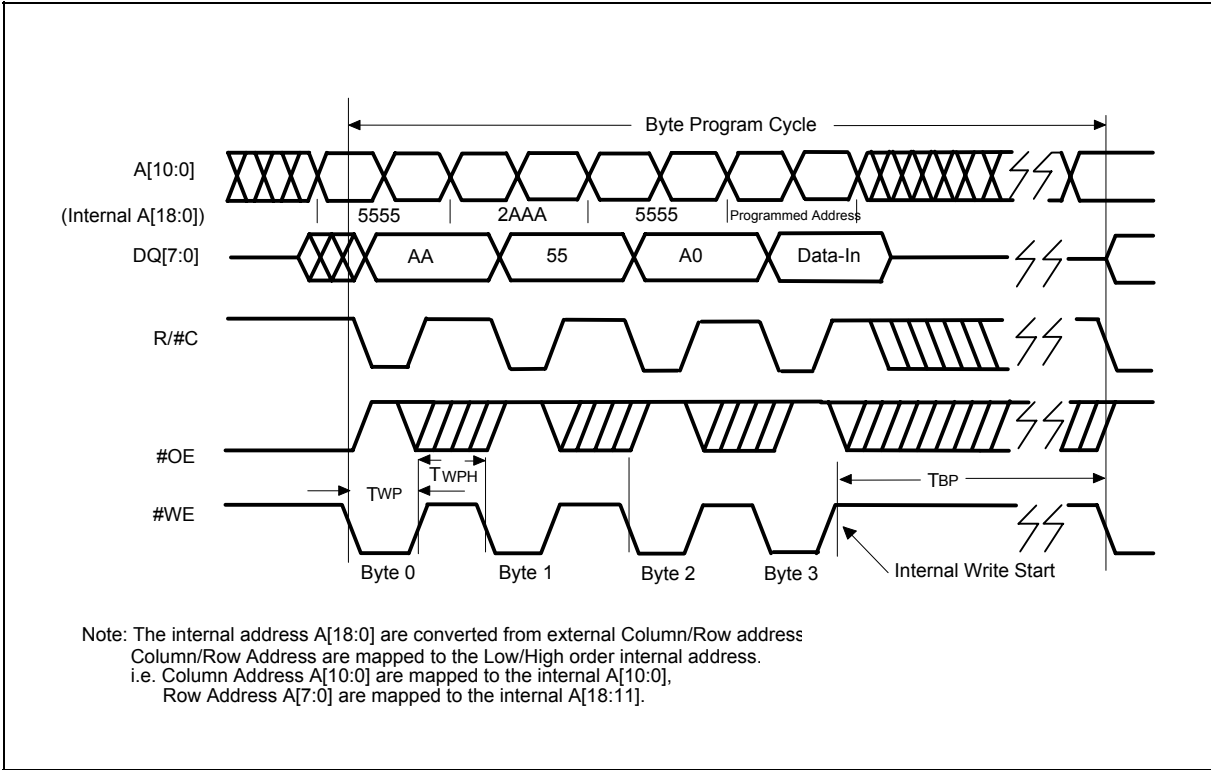 Byte Program Cycle
A[10:0]
(Internal A[18:0])
5555
2AAA
5555
Programmed Address
DQ[7:0]
AA
55
A0
Data-In
R/#C
#OE
TWPH
TWP
TBP
#WE
Byte 0
Byte 1
Byte 2
Byte 3
Internal Write Start
Note: The internal address A[18:0] are converted from external Column/Row address
Column/Row Address are mapped to the Low/High order internal address.
i.e. Column Address A[10:0] are mapped to the internal A[10:0],
Row Address A[7:0] are mapped to the internal A[18:11].